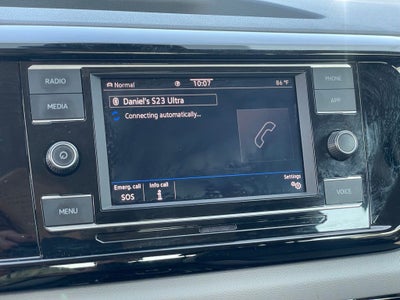 RADIO
MEDIA
MENU
Normal
10:07
86 °F
Daniel's S23 Ultra
Connecting automatically...
Emerg. call
SOS
Info call
i
Settings
PHONE
APP
VOICE